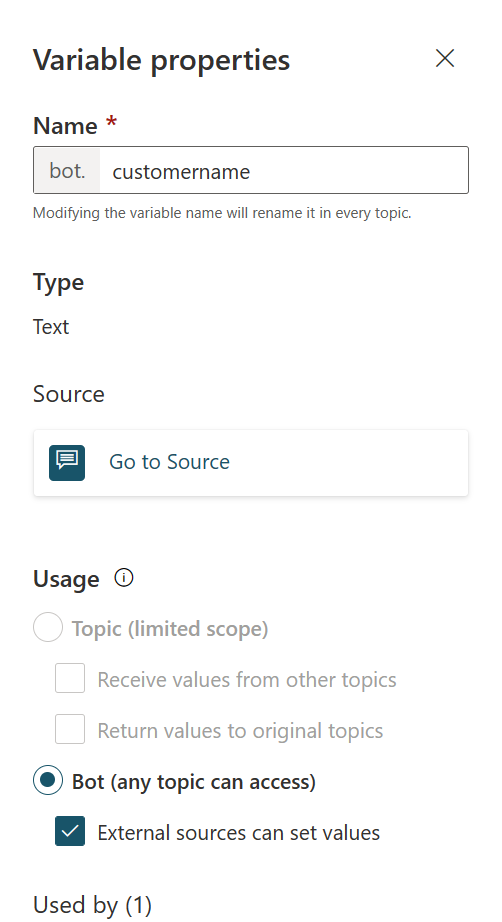 Variable properties
Name *
bot. customername
Modifying the variable name will rename it in every topic.
Type
Text
Source
Go to Source
Usage
Topic (limited scope)
Receive values from other topics
Return values to original topics
Bot (any topic can access)
External sources can set values
Used by (1)